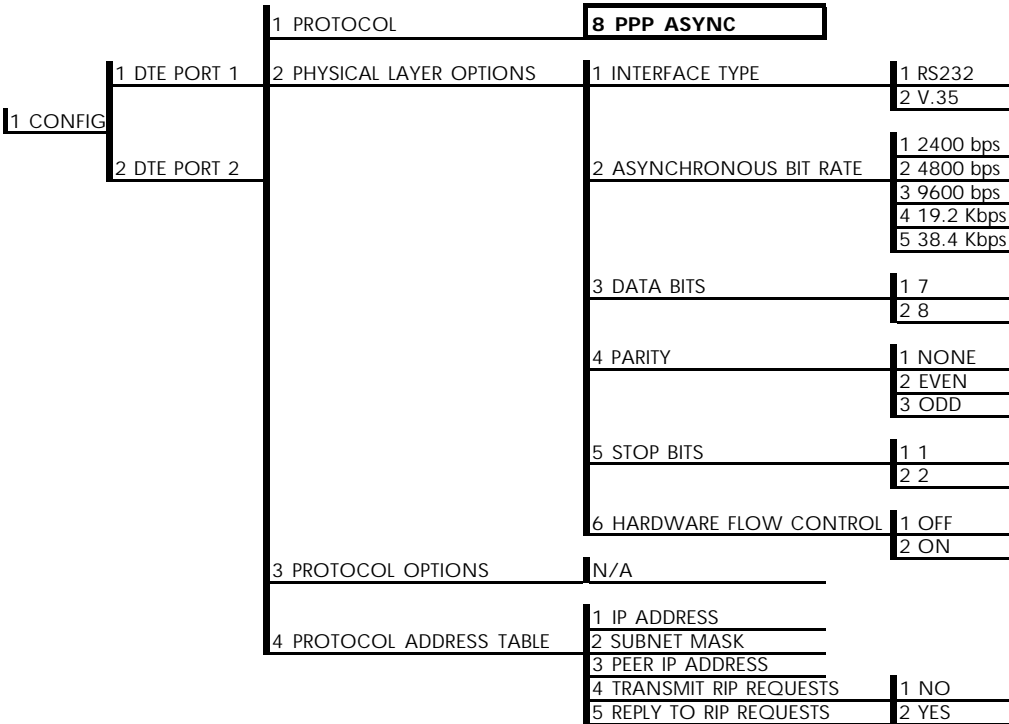 1 PROTOCOL
8 PPP ASYNC
1 DTE PORT 1
2 PHYSICAL LAYER OPTIONS
1 INTERFACE TYPE
1 RS232
2 V.35
1 CONFIG
1 2400 bps
2 DTE PORT 2
2 ASYNCHRONOUS BIT RATE
2 4800 bps
3 9600 bps
4 19.2 Kbps
5 38.4 Kbps
3 DATA BITS
1 7
2 8
4 PARITY
1 NONE
2 EVEN
3 ODD
5 STOP BITS
1 1
2 2
6 HARDWARE FLOW CONTROL
1 OFF
2 ON
3 PROTOCOL OPTIONS
N/A
1 IP ADDRESS
4 PROTOCOL ADDRESS TABLE
2 SUBNET MASK
3 PEER IP ADDRESS
4 TRANSMIT RIP REQUESTS
1 NO
5 REPLY TO RIP REQUESTS
2 YES